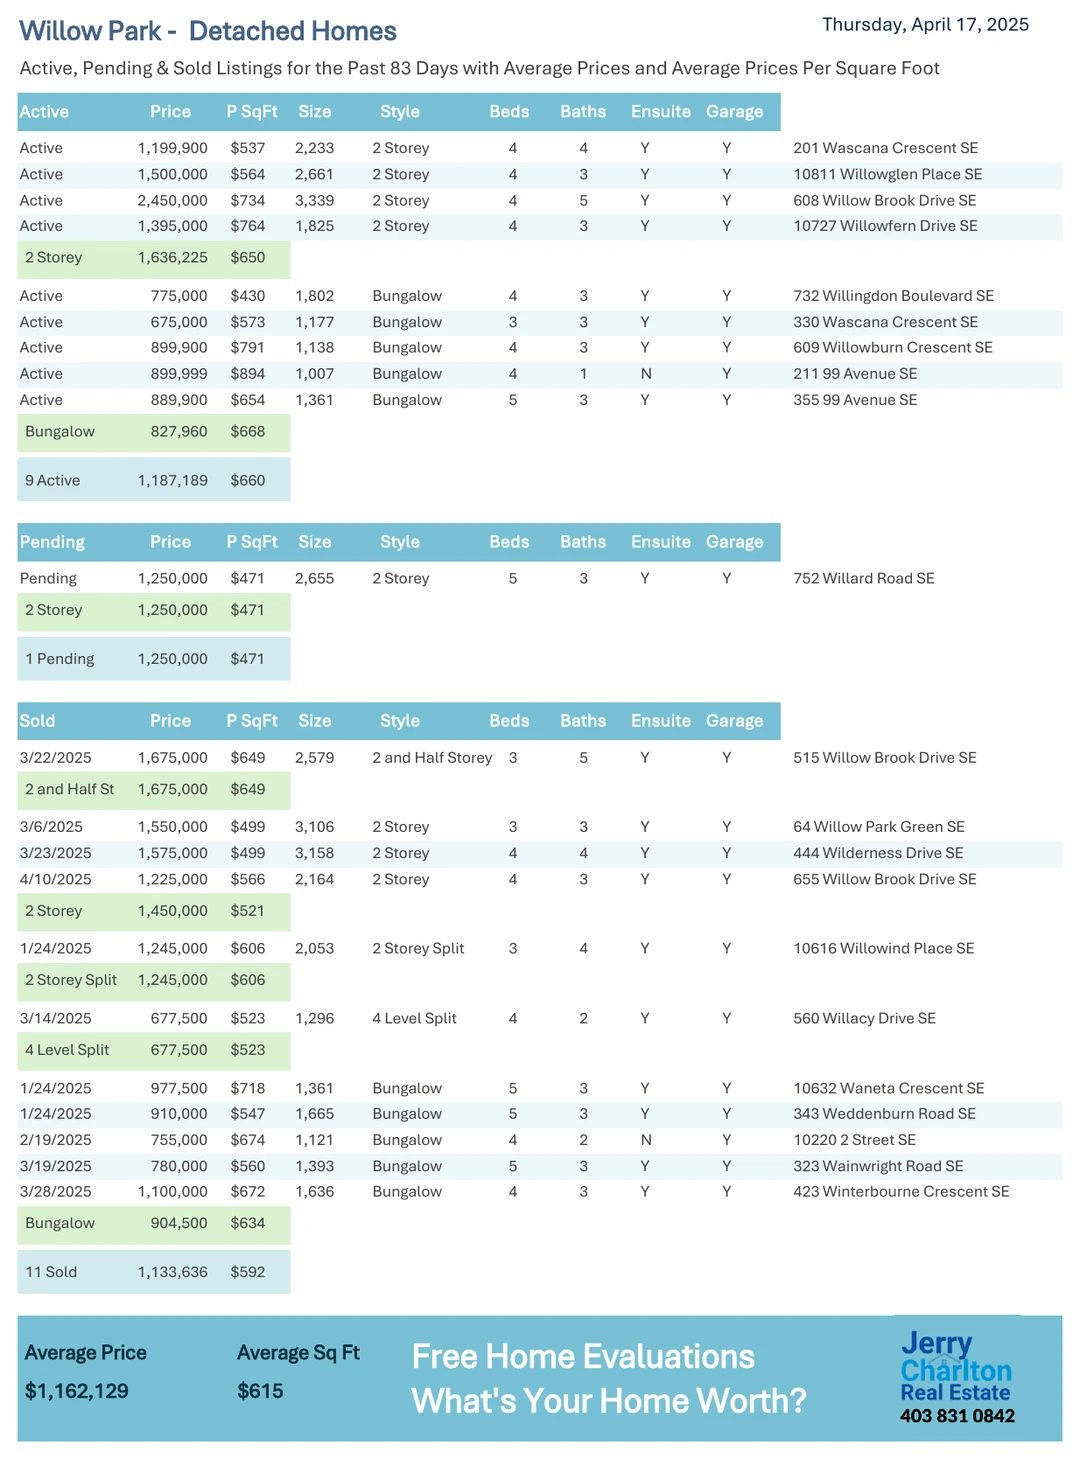 Willow Park - Detached Homes
Thursday, April 17, 2025
Active, Pending & Sold Listings for the Past 83 Days with Average Prices and Average Prices Per Square Foot
Active Price P SqFt Size Style Beds Baths Ensuite Garage
Active 1,199,900 $537 2,233 2 Storey 4 4 Y Y 201 Wascana Crescent SE
Active 1,500,000 $564 2,661 2 Storey 4 3 Y Y 10811 Willowglen Place SE
Active 2,450,000 $734 3,339 2 Storey 4 5 Y Y 608 Willow Brook Drive SE
Active 1,395,000 $764 1,825 2 Storey 4 3 Y Y 10727 Willowfern Drive SE
2 Storey 1,636,225 $650
Active 775,000 $430 1,802 Bungalow 4 3 Y Y 732 Willingdon Boulevard SE
Active 675,000 $573 1,177 Bungalow 3 3 Y Y 330 Wascana Crescent SE
Active 899,900 $791 1,138 Bungalow 4 3 Y Y 609 Willowburn Crescent SE
Active 899,999 $894 1,007 Bungalow 4 1 N Y 211 99 Avenue SE
Active 889,900 $654 1,361 Bungalow 5 3 Y Y 355 99 Avenue SE
Bungalow 827,960 $668
9 Active 1,187,189 $660
Pending Price P SqFt Size Style Beds Baths Ensuite Garage
Pending 1,250,000 $471 2,655 2 Storey 5 3 Y Y 752 Willard Road SE
2 Storey 1,250,000 $471
1 Pending 1,250,000 $471
Sold Price P SqFt Size Style Beds Baths Ensuite Garage
3/22/2025 1,675,000 $649 2,579 2 and Half Storey 3 5 Y Y 515 Willow Brook Drive SE
2 and Half St 1,675,000 $649
3/6/2025 1,550,000 $499 3,106 2 Storey 3 3 Y Y 64 Willow Park Green SE
3/23/2025 1,575,000 $499 3,158 2 Storey 4 4 Y Y 444 Wilderness Drive SE
4/10/2025 1,225,000 $566 2,164 2 Storey 4 3 Y Y 655 Willow Brook Drive SE
2 Storey 1,450,000 $521
1/24/2025 1,245,000 $606 2,053 2 Storey Split 3 4 Y Y 10616 Willowind Place SE
2 Storey Split 1,245,000 $606
3/14/2025 677,500 $523 1,296 4 Level Split 4 2 Y Y 560 Willacy Drive SE
4 Level Split 677,500 $523
1/24/2025 977,500 $718 1,361 Bungalow 5 3 Y Y 10632 Waneta Crescent SE
1/24/2025 910,000 $547 1,665 Bungalow 5 3 Y Y 343 Weddenburn Road SE
2/19/2025 755,000 $674 1,121 Bungalow 4 2 N Y 10220 2 Street SE
3/19/2025 780,000 $560 1,393 Bungalow 5 3 Y Y 323 Wainwright Road SE
3/28/2025 1,100,000 $672 1,636 Bungalow 4 3 Y Y 423 Winterbourne Crescent SE
Bungalow 904,500 $634
11 Sold 1,133,636 $592
Average Price Average Sq Ft
$1,162,129 $615
Free Home Evaluations
What's Your Home Worth?
Jerry
Charlton
Real Estate
403 831 0842